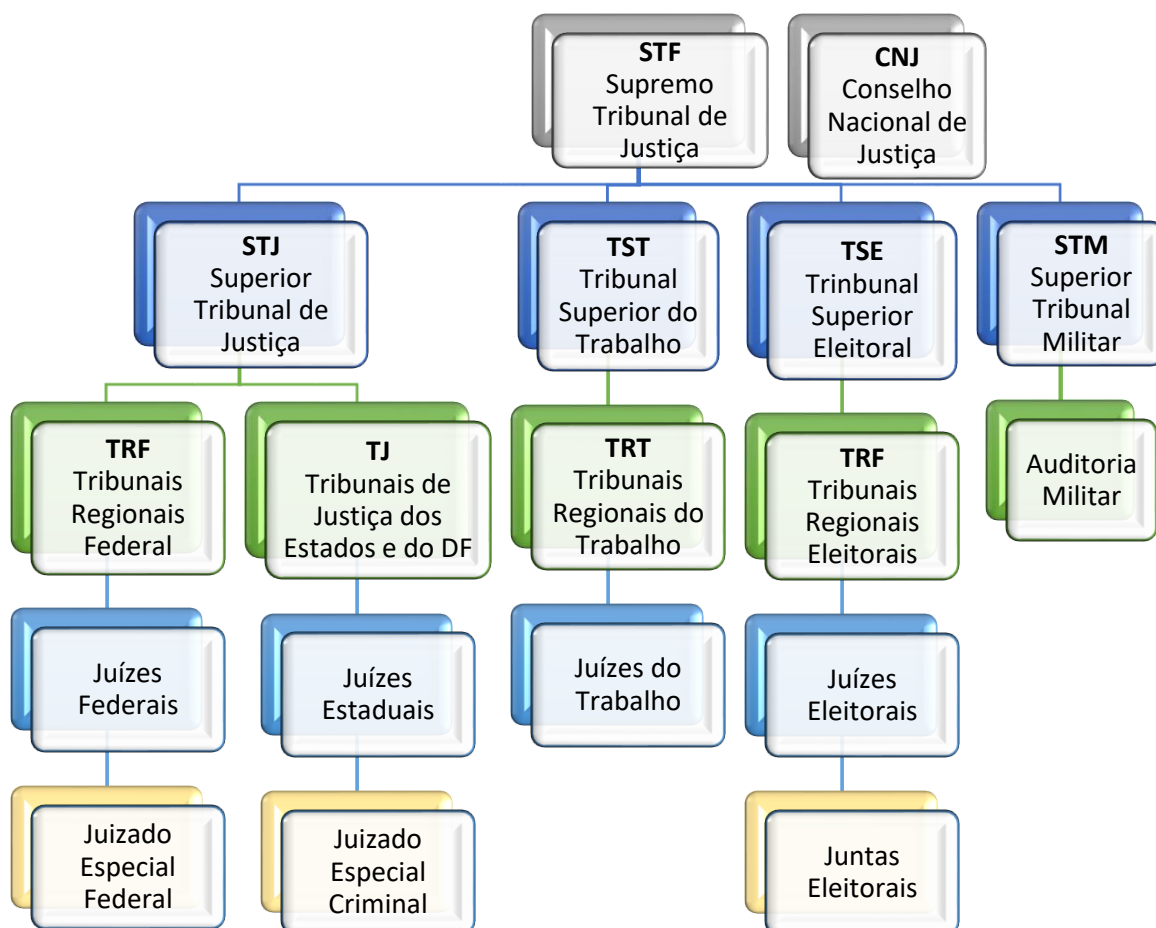 STF
Supremo
Tribunal de
Justiça
CNJ
Conselho
Nacional de
Justiça
STJ
Superior
Tribunal de
Justiça
TST
Tribunal
Superior do
Trabalho
TSE
Trinbunal
Superior
Eleitoral
STM
Superior
Tribunal
Militar
TRF
Tribunais
Regionais
Federal
TJ
Tribunais de
Justiça dos
Estados e do DF
TRT
Tribunais
Regionais do
Trabalho
TRF
Tribunais
Regionais
Eleitorais
Auditoria
Militar
Juízes
Federais
Juízes
Estaduais
Juízes do
Trabalho
Juízes
Eleitorais
Juizado
Especial
Federal
Juizado
Especial
Criminal
Juntas
Eleitorais